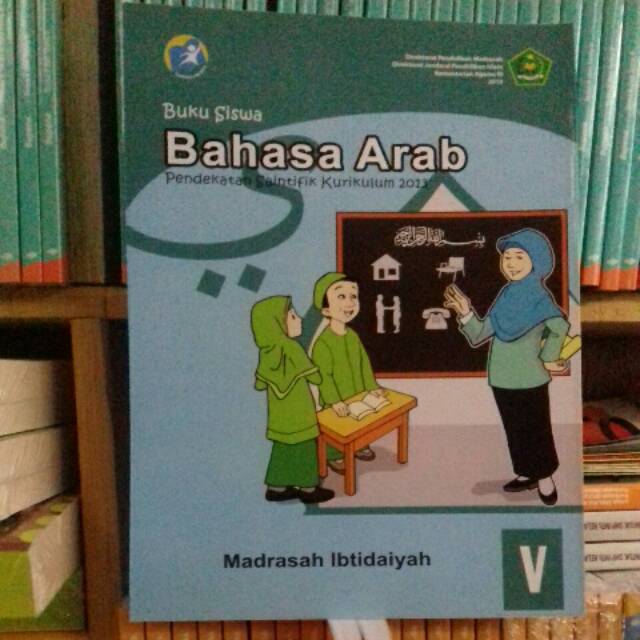 Buku Siswa
Bahasa Arab
Pendekatan Saintifik Kurikulum 2013
بسم الله الرحمن الرحيم
Madrasah Ibtidaiyah
V